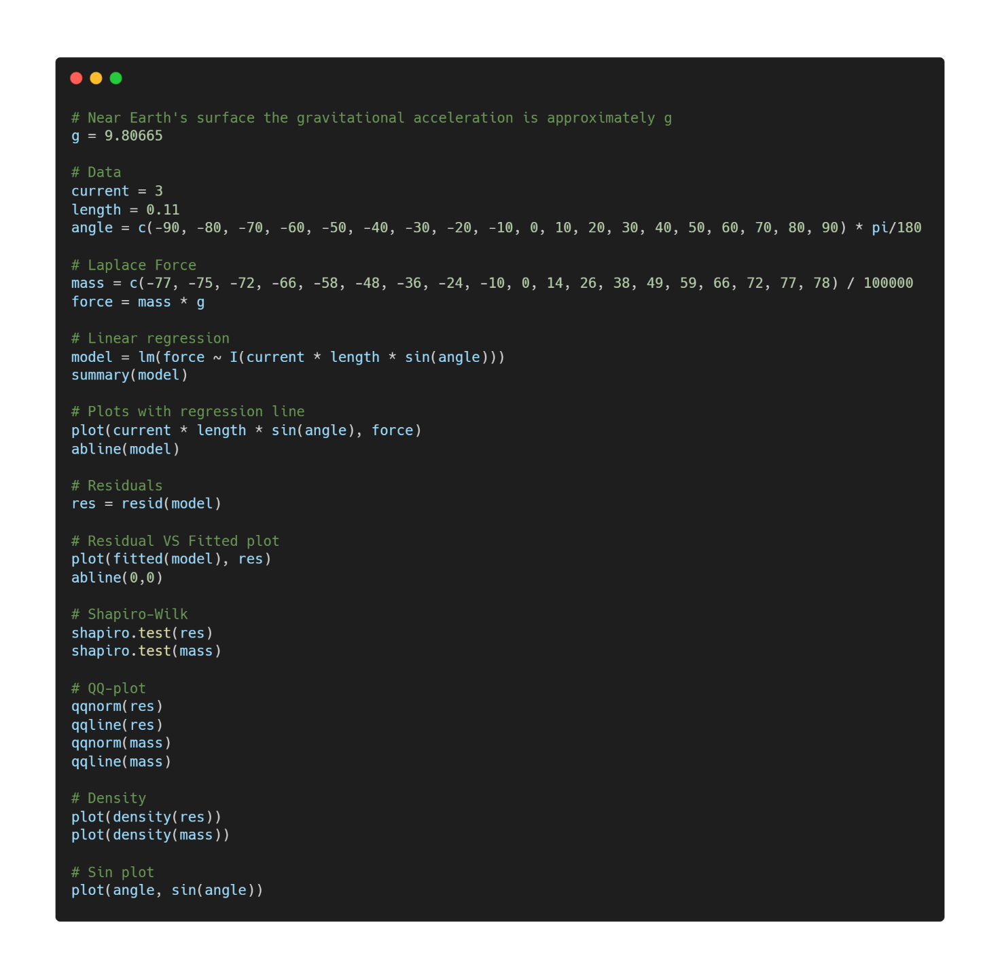 # Near Earth's surface the gravitational acceleration is approximately g
g = 9.80665

# Data
current = 3
length = 0.11
angle = c(-90, -80, -70, -60, -50, -40, -30, -20, -10, 0, 10, 20, 30, 40, 50, 60, 70, 80, 90) * pi/180

# Laplace Force
mass = c(-77, -75, -72, -66, -58, -48, -36, -24, -10, 0, 14, 26, 38, 49, 59, 66, 72, 77, 78) / 100000
force = mass * g

# Linear regression
model = lm(force ~ I(current * length * sin(angle)))
summary(model)

# Plots with regression line
plot(current * length * sin(angle), force)
abline(model)

# Residuals
res = resid(model)

# Residual VS Fitted plot
plot(fitted(model), res)
abline(0,0)

# Shapiro-Wilk
shapiro.test(res)
shapiro.test(mass)

# QQ-plot
qqnorm(res)
qqline(res)
qqnorm(mass)
qqline(mass)

# Density
plot(density(res))
plot(density(mass))

# Sin plot
plot(angle, sin(angle))